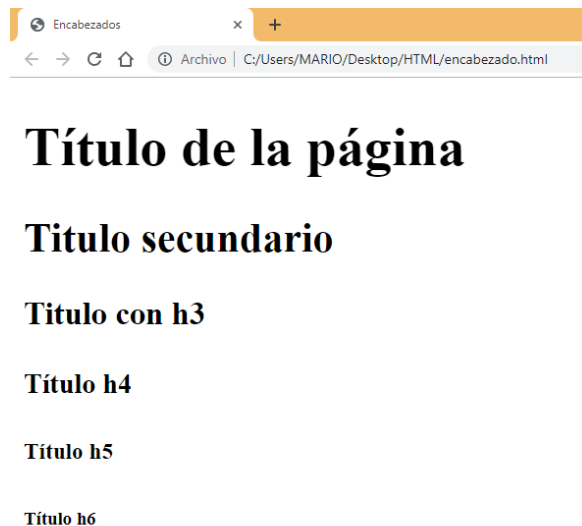 Encabezados
Archivo | C:/Users/MARIO/Desktop/HTML/encabezado.html
Título de la página
Titulo secundario
Titulo con h3
Título h4
Título h5
Título h6